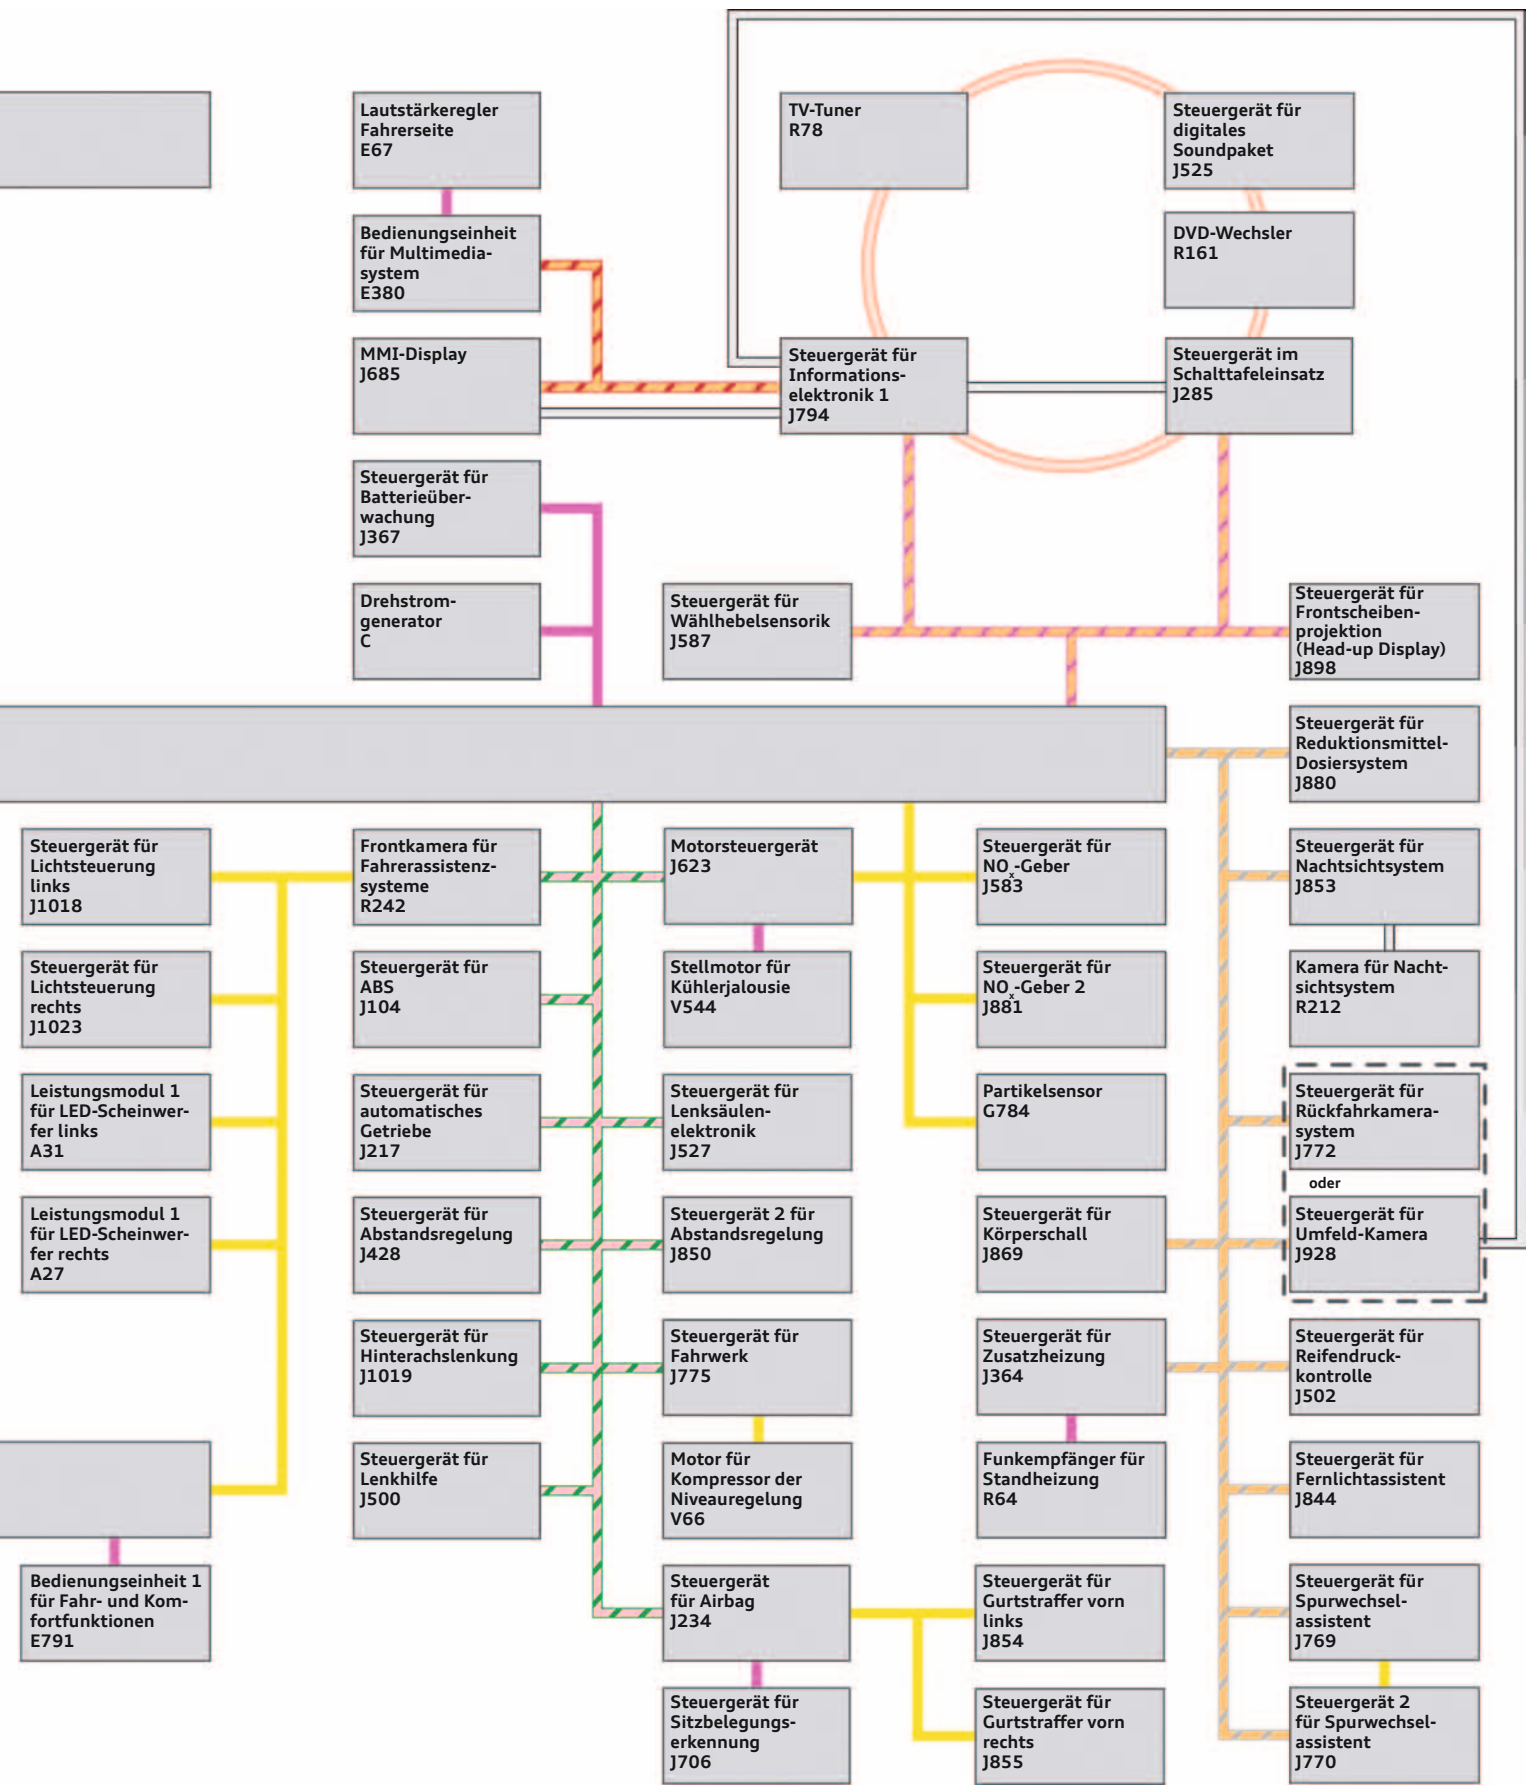 Lautstärkeregler
Fahrerseite
E67
TV-Tuner
R78
Steuergerät für
digitales
Soundpaket
J525
Bedienungseinheit
für Multimedia-
system
E380
DVD-Wechsler
R161
MMI-Display
J685
Steuergerät für
Informations-
elektronik 1
J794
Steuergerät im
Schalttafeleinsatz
J285
Steuergerät für
Batterieüber-
wachung
J367
Drehstrom-
generator
C
Steuergerät für
Wählhebelsensorik
J587
Steuergerät für
Frontscheiben-
projektion
(Head-up Display)
J898
Steuergerät für
Reduktionsmittel-
Dosiersystem
J880
Steuergerät für
Lichtsteuerung
links
J1018
Frontkamera für
Fahrerassistenz-
systeme
R242
Motorsteuergerät
J623
Steuergerät für
NOx-Geber
J583
Steuergerät für
Nachtsichtsystem
J853
Steuergerät für
Lichtsteuerung
rechts
J1023
Steuergerät für
ABS
J104
Stellmotor für
Kühlerjalousie
V544
Steuergerät für
NOx-Geber 2
J881
Kamera für Nacht-
sichtsystem
R212
Leistungsmodul 1
für LED-Scheinwer-
fer links
A31
Steuergerät für
automatisches
Getriebe
J217
Steuergerät für
Lenksäulen-
elektronik
J527
Partikelsensor
G784
Steuergerät für
Rückfahrkamera-
system
J772
oder
Leistungsmodul 1
für LED-Scheinwer-
fer rechts
A27
Steuergerät für
Abstandsregelung
J428
Steuergerät 2 für
Abstandsregelung
J850
Steuergerät für
Körperschall
J869
Steuergerät für
Umfeld-Kamera
J928
Steuergerät für
Hinterachslenkung
J1019
Steuergerät für
Fahrwerk
J775
Steuergerät für
Zusatzheizung
J364
Steuergerät für
Reifendruck-
kontrolle
J502
Steuergerät für
Lenkhilfe
J500
Motor für
Kompressor der
Niveauregelung
V66
Funkempfänger für
Standheizung
R64
Steuergerät für
Fernlichtassistent
J844
Bedienungseinheit 1
für Fahr- und Kom-
fortfunktionen
E791
Steuergerät
für Airbag
J234
Steuergerät für
Gurtstraffer vorn
links
J854
Steuergerät für
Spurwechsel-
assistent
J769
Steuergerät für
Sitzbelegungs-
erkennung
J706
Steuergerät für
Gurtstraffer vorn
rechts
J855
Steuergerät 2
für Spurwechsel-
assistent
J770